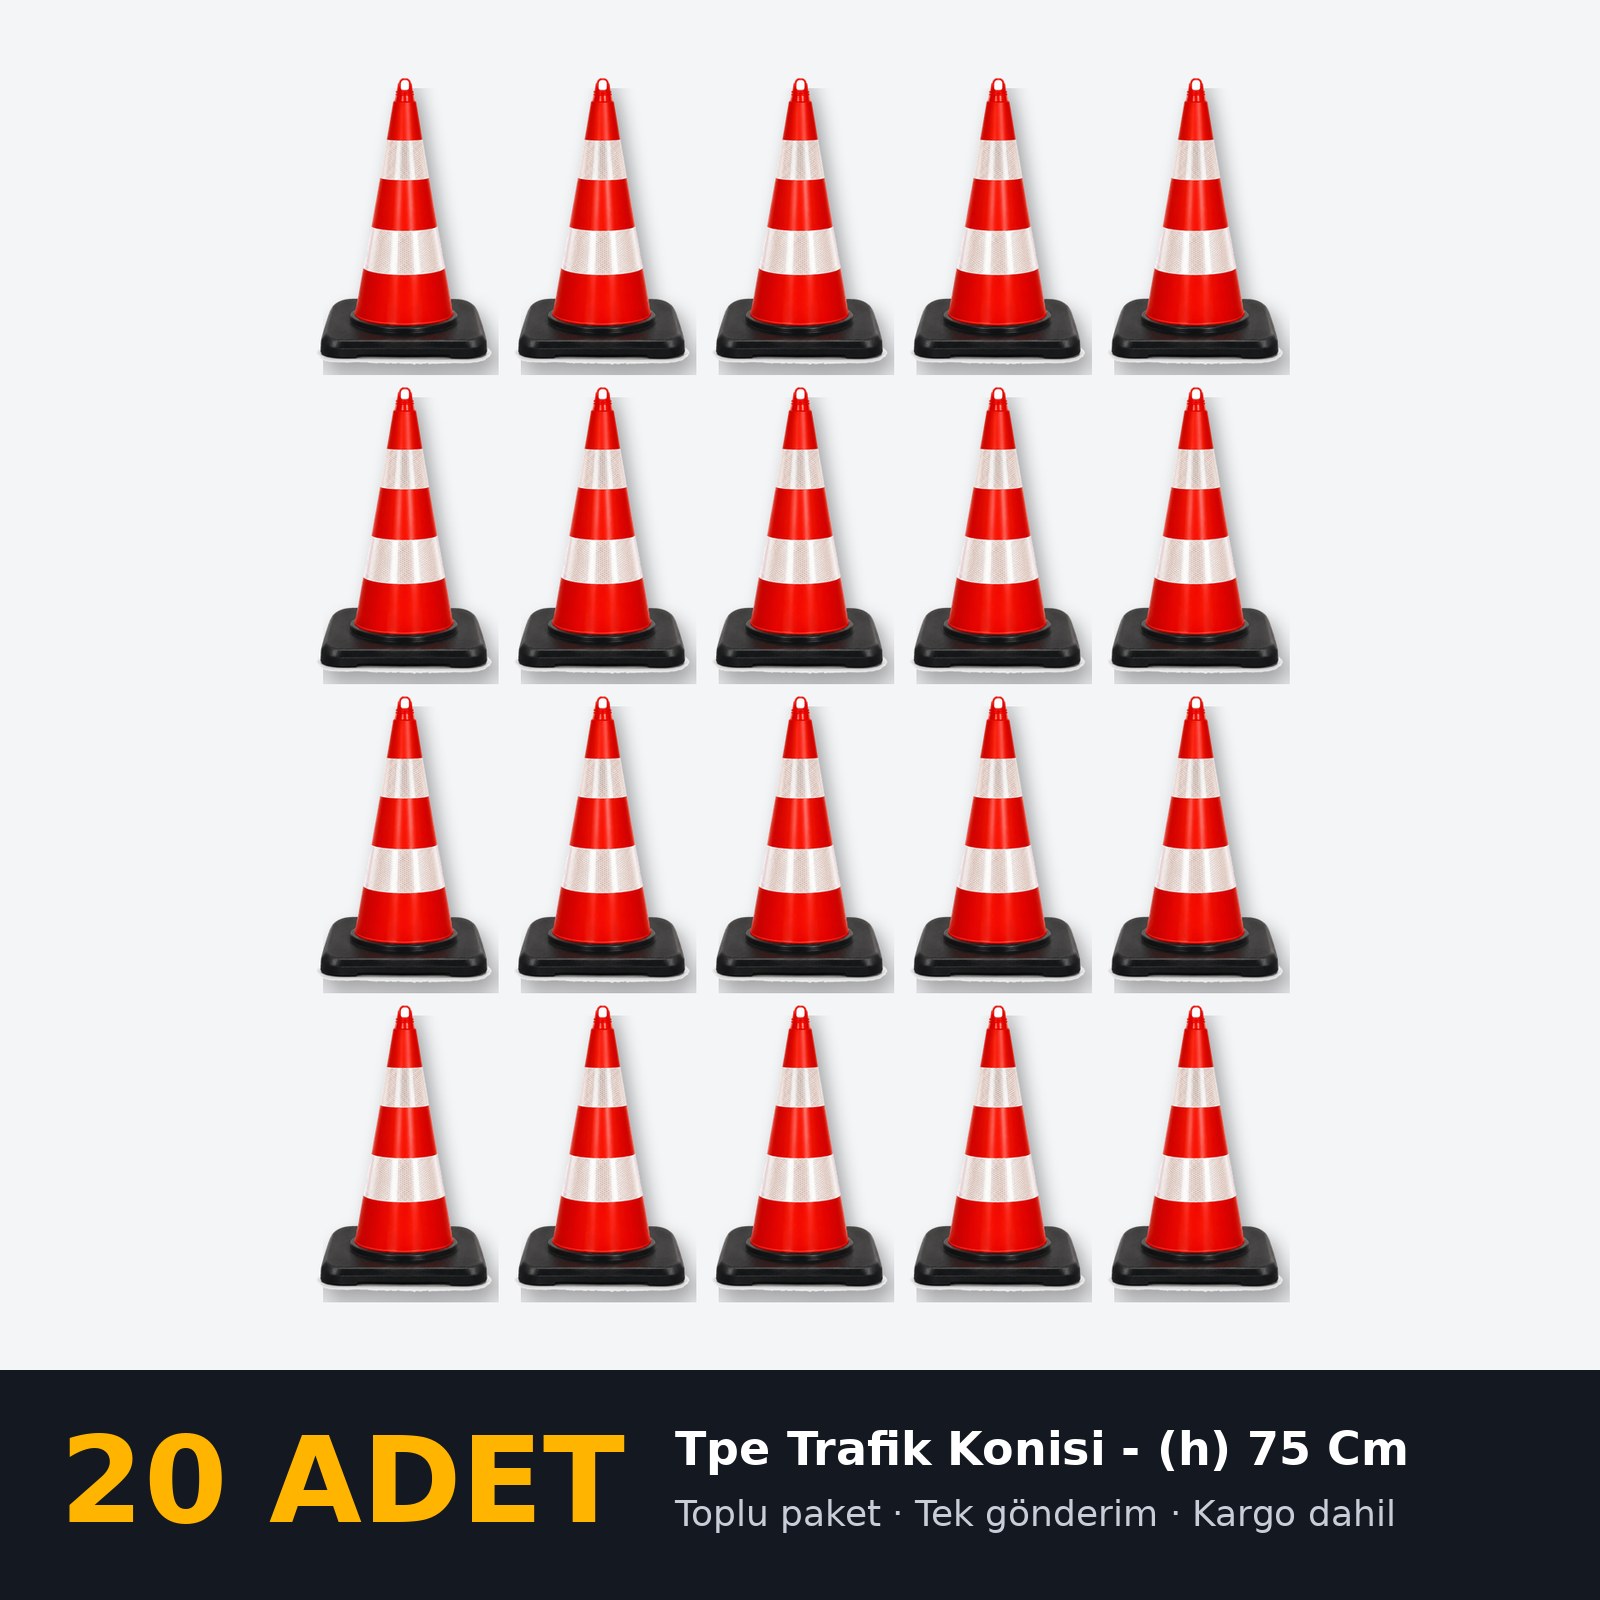 20 ADET
Tpe Trafik Konisi - (h) 75 Cm
Toplu paket · Tek gönderim · Kargo dahil